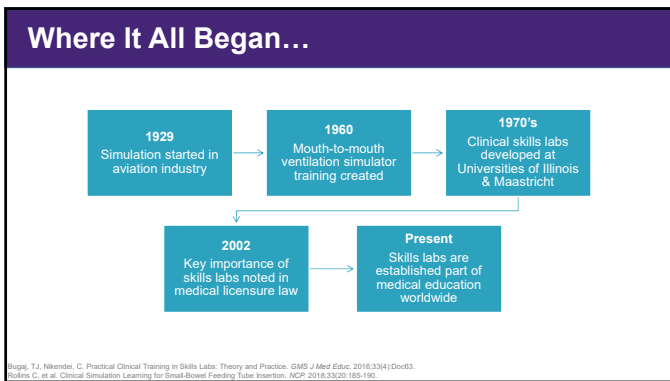 Where It All Began…
1929
Simulation started in
aviation industry
1960
Mouth-to-mouth
ventilation simulator
training created
1970's
Clinical skills labs
developed at
Universities of Illinois
& Maastricht
2002
Key importance of
skills labs noted in
medical licensure law
Present
Skills labs are
established part of
medical education
worldwide
Bugaj, TJ, Nikendei, C. Practical Clinical Training in Skills Labs: Theory and Practice. GMS J Med Educ. 2016;33(4):Doc63.
Rollins C, et al. Clinical Simulation Learning for Small-Bowel Feeding Tube Insertion. NCP. 2018;33(20:185-190.